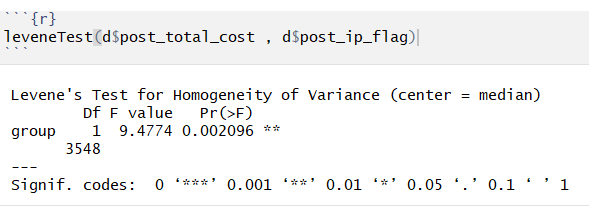 ```{r}
leveneTest(d$post_total_cost , d$post_ip_flag)
```
Levene's Test for Homogeneity of Variance (center = median)
Df F value Pr(>F)
group 1 9.4774 0.002096 **
3548
---
Signif. codes: 0 ‘***’ 0.001 ‘**’ 0.01 ‘*’ 0.05 ‘.’ 0.1 ‘ ’ 1